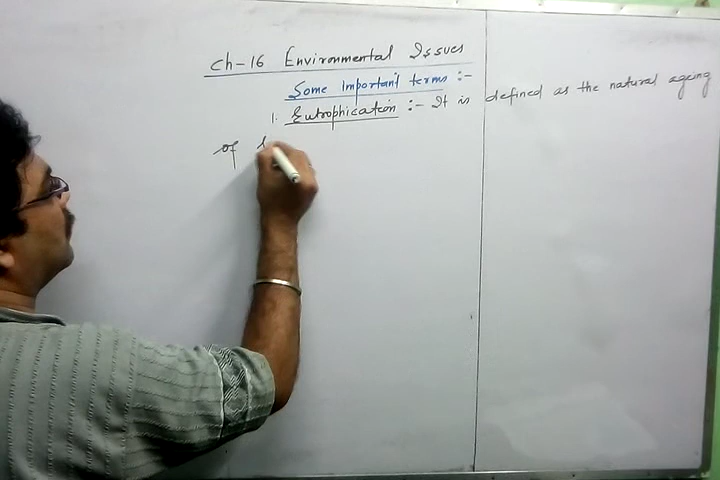 Ch-16 Environmental Issues
Some Important terms :-
1. Eutrophication :- It is defined as the natural ageing
of